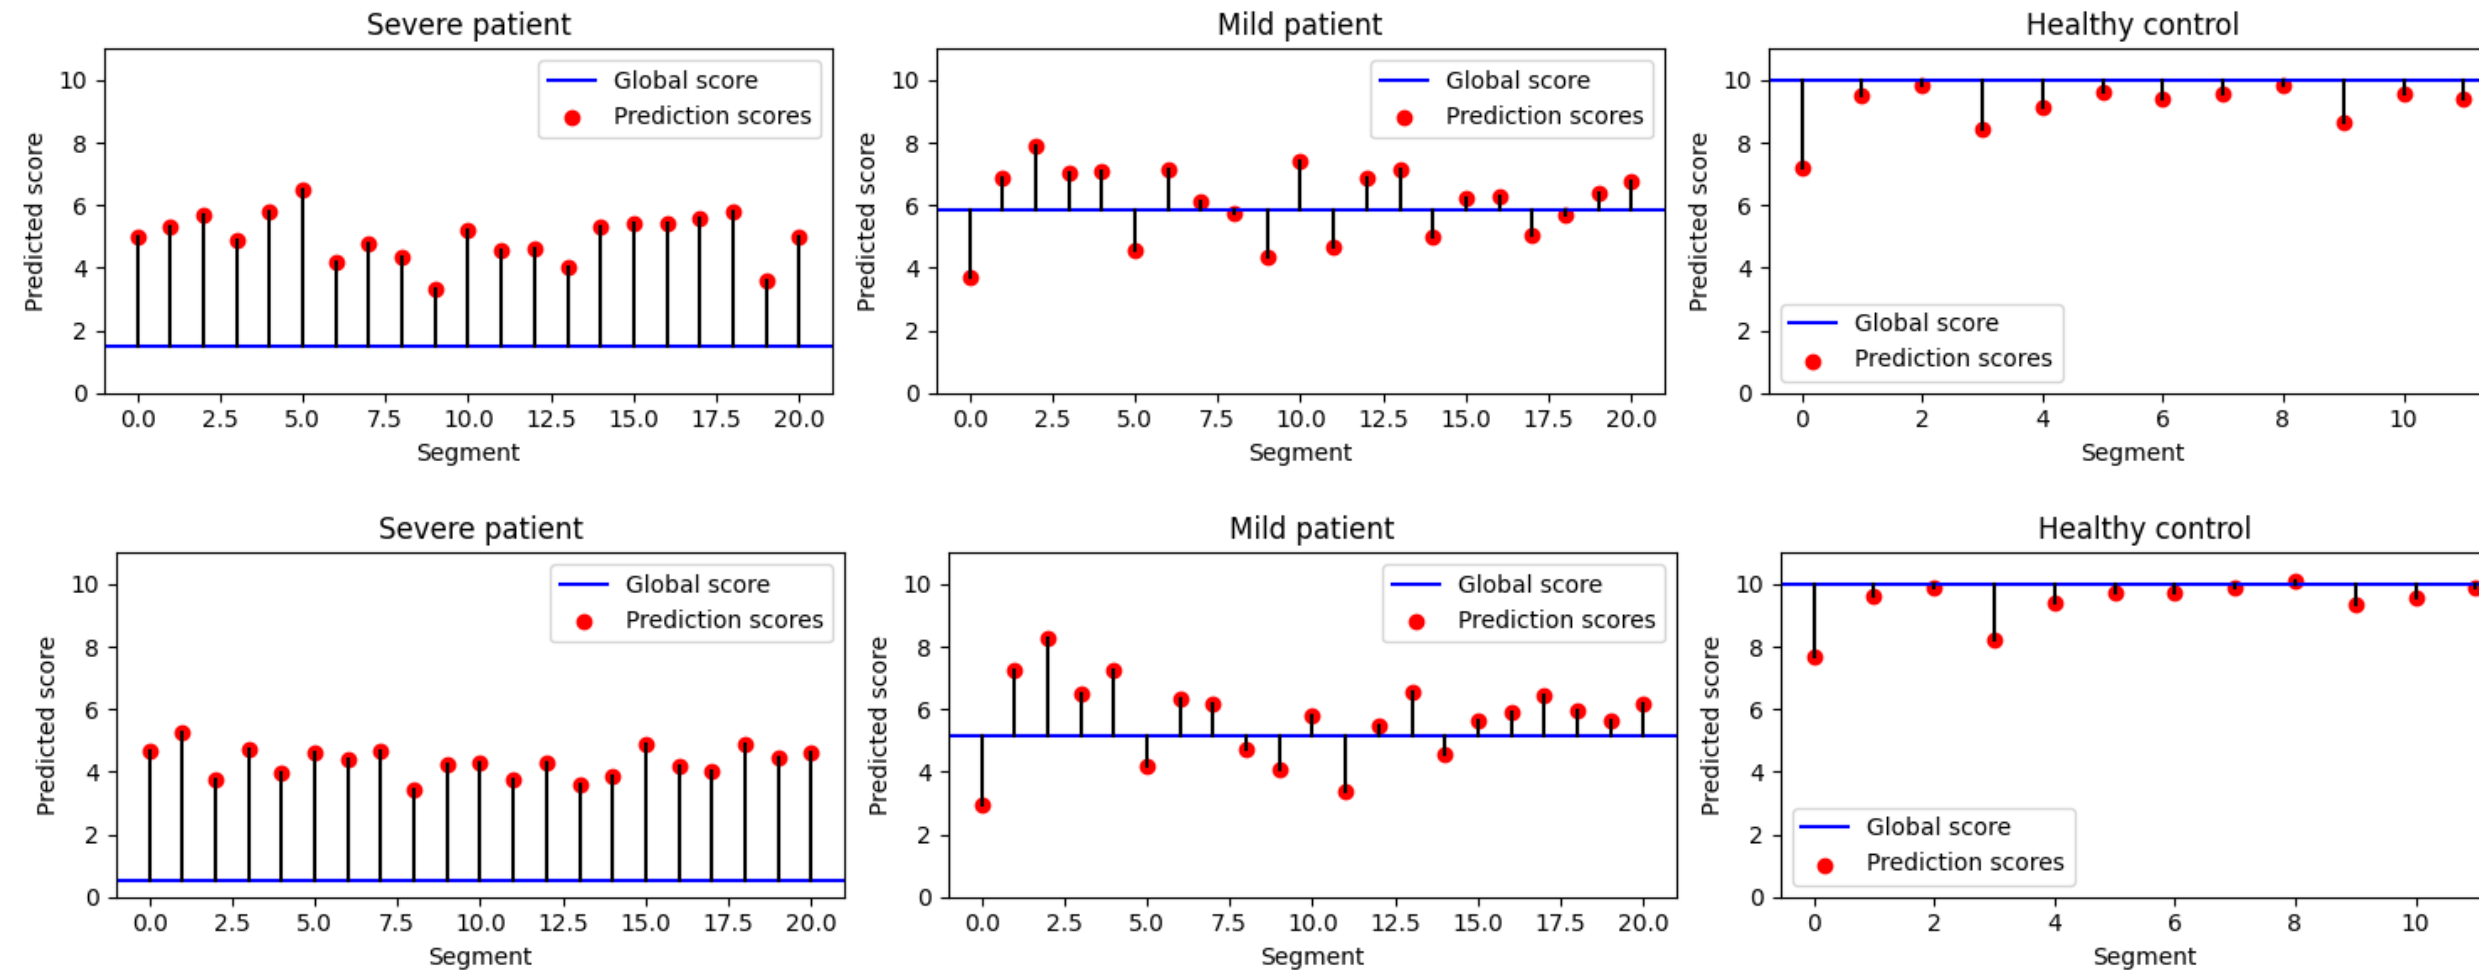 Severe patient
Mild patient
Healthy control
10
8
6
4
2
0
Predicted score
Global score
Prediction scores
0.0 2.5 5.0 7.5 10.0 12.5 15.0 17.5 20.0
Segment
10
8
6
4
2
0
Predicted score
Global score
Prediction scores
0.0 2.5 5.0 7.5 10.0 12.5 15.0 17.5 20.0
Segment
10
8
6
4
2
0
Predicted score
Global score
Prediction scores
0 2 4 6 8 10
Segment
Severe patient
Mild patient
Healthy control
10
8
6
4
2
0
Predicted score
Global score
Prediction scores
0.0 2.5 5.0 7.5 10.0 12.5 15.0 17.5 20.0
Segment
10
8
6
4
2
0
Predicted score
Global score
Prediction scores
0.0 2.5 5.0 7.5 10.0 12.5 15.0 17.5 20.0
Segment
10
8
6
4
2
0
Predicted score
Global score
Prediction scores
0 2 4 6 8 10
Segment